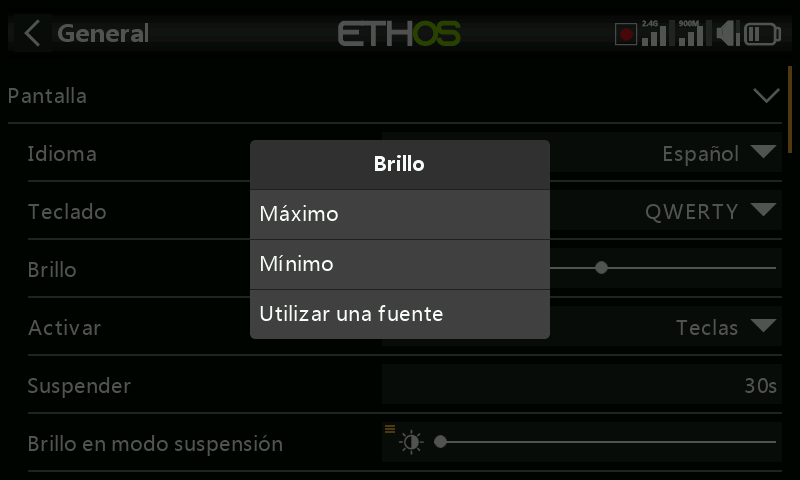 General
ETHOS
2.4G
900M
Pantalla
Idioma
Español
Teclado
QWERTY
Brillo
Activar
Teclas
Suspender
30s
Brillo en modo suspensión
Brillo
Máximo
Mínimo
Utilizar una fuente